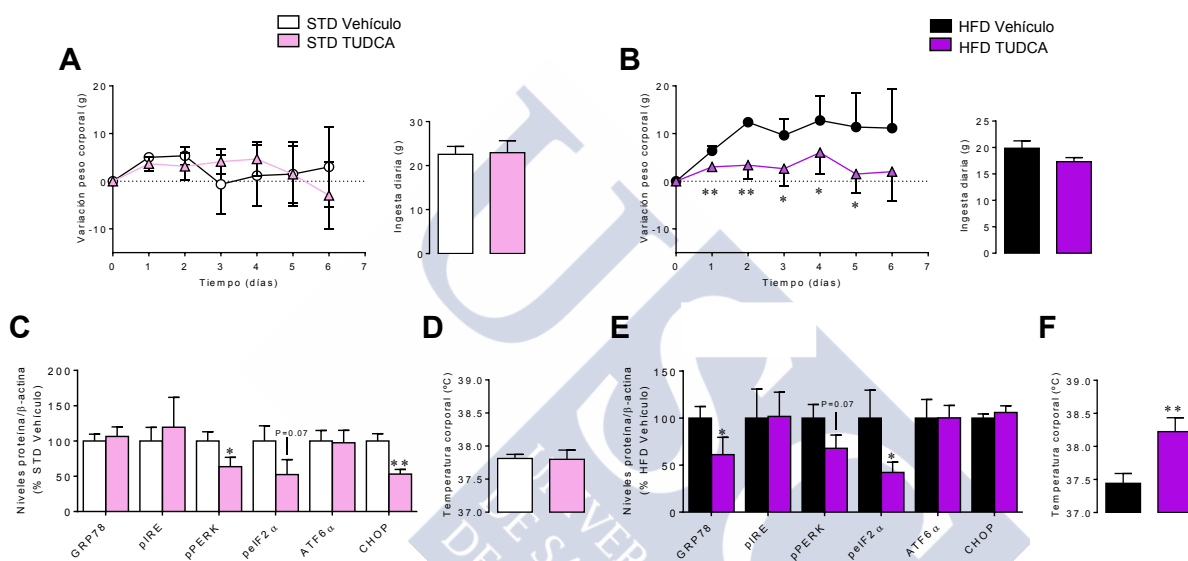 STD Vehículo
STD TUDCA
HFD Vehículo
HFD TUDCA
A
Variación peso corporal (g)
20
10
0
-10
0 1 2 3 4 5 6 7
Tiempo (días)
Ingesta diaria (g)
30
20
10
0
B
Variación peso corporal (g)
20
10
0
-10
** ** * * *
0 1 2 3 4 5 6 7
Tiempo (días)
Ingesta diaria (g)
25
20
15
10
5
0
C
Niveles proteína/β-actina
(% STD Vehículo)
200
150
100
50
0
*
P=0.07
**
GRP78 pIRE pPERK peIF2α ATF6α CHOP
D
Temperatura corporal (ºC)
39.0
38.5
38.0
37.5
37.0
E
Niveles proteína/β-actina
(% HFD Vehículo)
150
100
50
0
*
P=0.07
*
GRP78 pIRE pPERK peIF2α ATF6α CHOP
F
Temperatura corporal (ºC)
39.0
38.5
38.0
37.5
37.0
**
USC